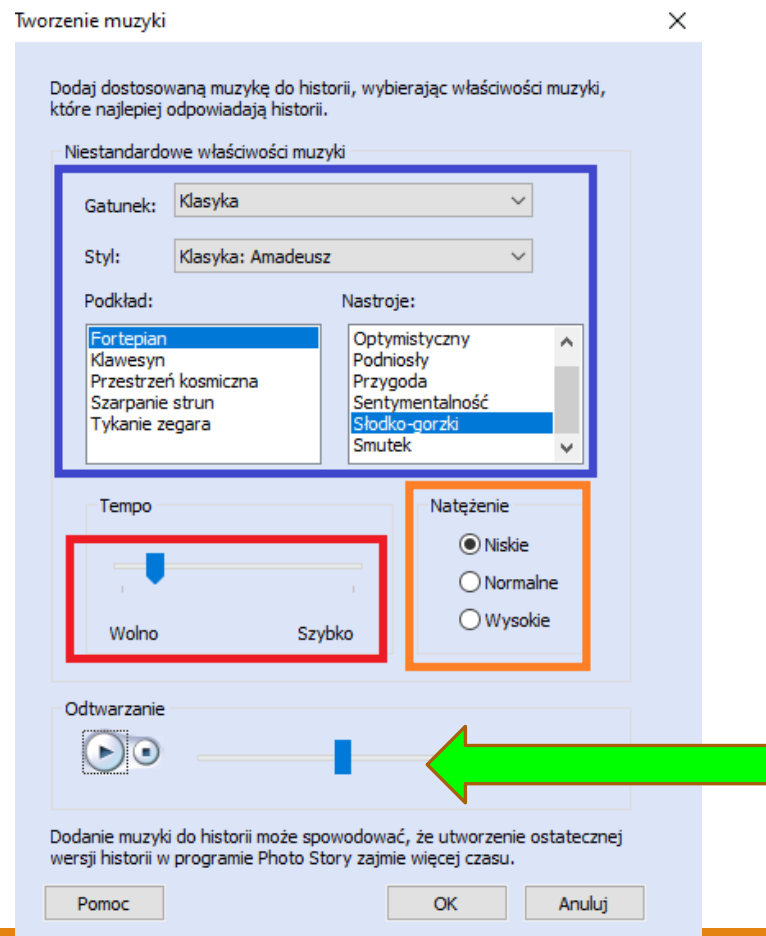 Tworzenie muzyki
Dodaj dostosowaną muzykę do historii, wybierając właściwości muzyki,
które najlepiej odpowiadają historii.
Niestandardowe właściwości muzyki
Gatunek: Klasyka
Styl: Klasyka: Amadeusz
Podkład: Nastroje:
Fortepian Optymistyczny
Klawesyn Podniosły
Przestrzeń kosmiczna Przygoda
Szarpanie strun Sentymentalność
Tykanie zegara Słodko-gorzki
Smutek
Tempo Natężenie
Niskie
Normalne
Wysokie
Wolno Szybko
Odtwarzanie
Dodanie muzyki do historii może spowodować, że utworzenie ostatecznej
wersji historii w programie Photo Story zajmie więcej czasu.
Pomoc OK Anuluj